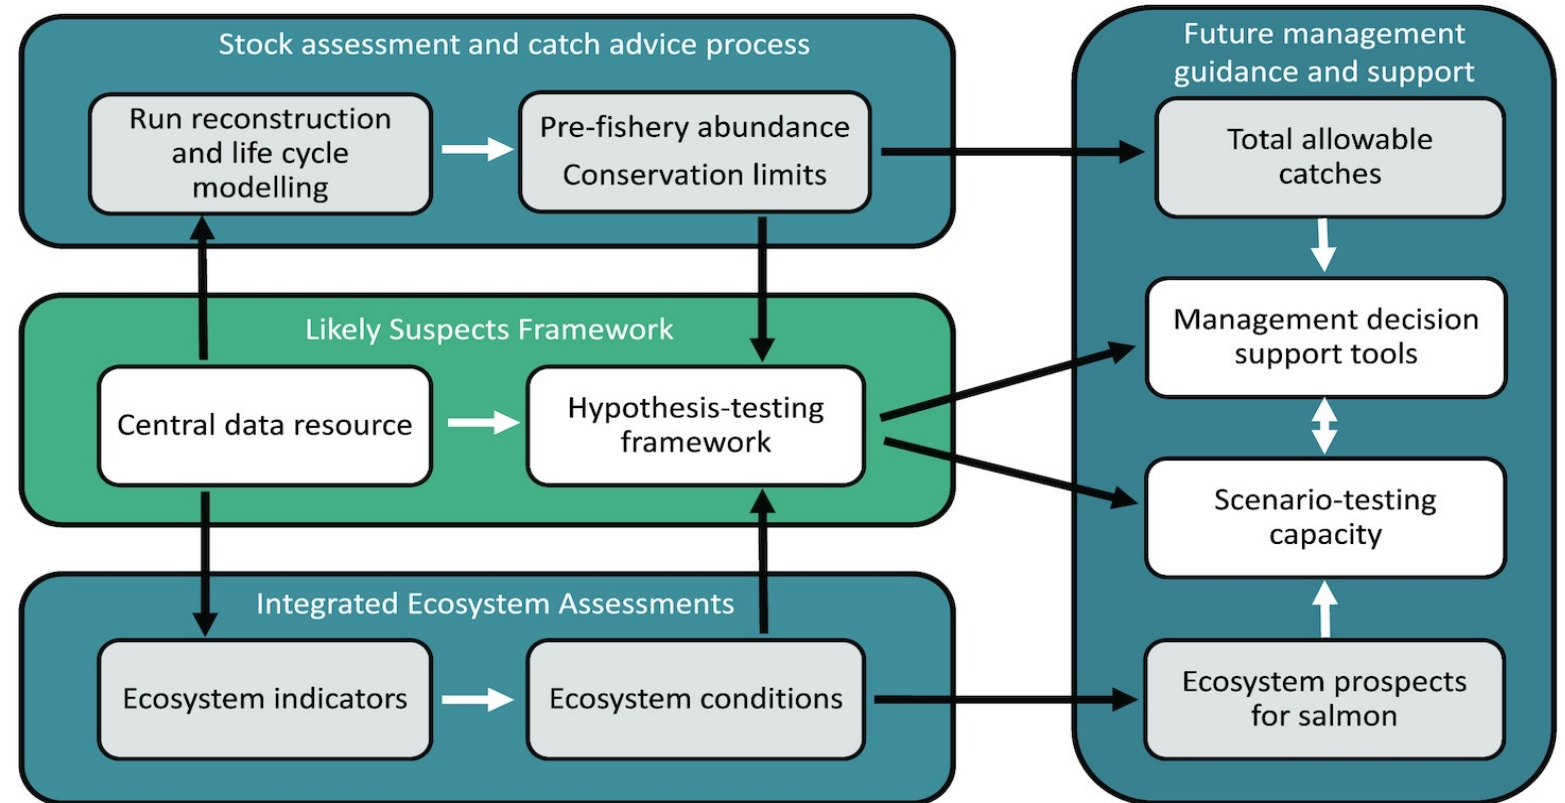 Stock assessment and catch advice process
Run reconstruction
and life cycle
modelling
Pre-fishery abundance
Conservation limits
Likely Suspects Framework
Central data resource
Hypothesis-testing
framework
Integrated Ecosystem Assessments
Ecosystem indicators
Ecosystem conditions
Future management
guidance and support
Total allowable
catches
Management decision
support tools
Scenario-testing
capacity
Ecosystem prospects
for salmon